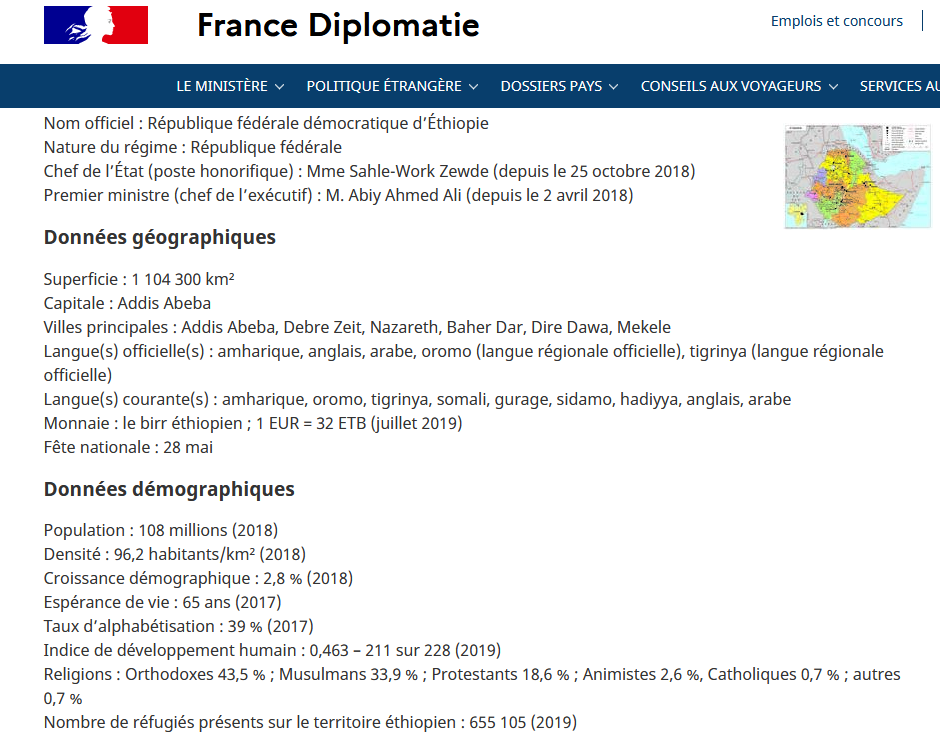 France Diplomatie
Emplois et concours
LE MINISTÈRE
POLITIQUE ÉTRANGÈRE
DOSSIERS PAYS
CONSEILS AUX VOYAGEURS
SERVICES AU
Nom officiel : République fédérale démocratique d’Éthiopie
Nature du régime : République fédérale
Chef de l’État (poste honorifique) : Mme Sahle-Work Zewde (depuis le 25 octobre 2018)
Premier ministre (chef de l’exécutif) : M. Abiy Ahmed Ali (depuis le 2 avril 2018)
Données géographiques
Superficie : 1 104 300 km²
Capitale : Addis Abeba
Villes principales : Addis Abeba, Debre Zeit, Nazareth, Baher Dar, Dire Dawa, Mekele
Langue(s) officielle(s) : amharique, anglais, arabe, oromo (langue régionale officielle), tigrinya (langue régionale
officielle)
Langue(s) courante(s) : amharique, oromo, tigrinya, somali, gurage, sidamo, hadiyya, anglais, arabe
Monnaie : le birr éthiopien ; 1 EUR = 32 ETB (juillet 2019)
Fête nationale : 28 mai
Données démographiques
Population : 108 millions (2018)
Densité : 96,2 habitants/km² (2018)
Croissance démographique : 2,8 % (2018)
Espérance de vie : 65 ans (2017)
Taux d’alphabétisation : 39 % (2017)
Indice de développement humain : 0,463 – 211 sur 228 (2019)
Religions : Orthodoxes 43,5 % ; Musulmans 33,9 % ; Protestants 18,6 % ; Animistes 2,6 %, Catholiques 0,7 % ; autres
0,7 %
Nombre de réfugiés présents sur le territoire éthiopien : 655 105 (2019)